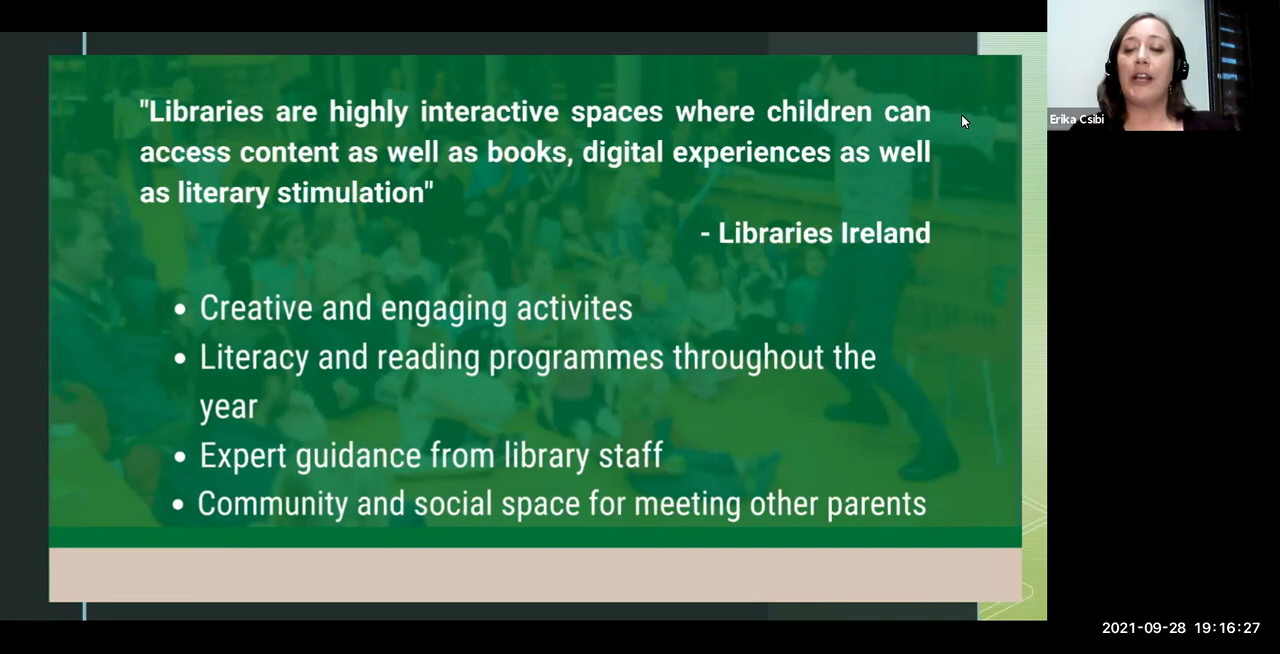 "Libraries are highly interactive spaces where children can
access content as well as books, digital experiences as well
as literary stimulation"
- Libraries Ireland
• Creative and engaging activites
• Literacy and reading programmes throughout the
year
• Expert guidance from library staff
• Community and social space for meeting other parents
Erika Csibi
2021-09-28 19:16:27